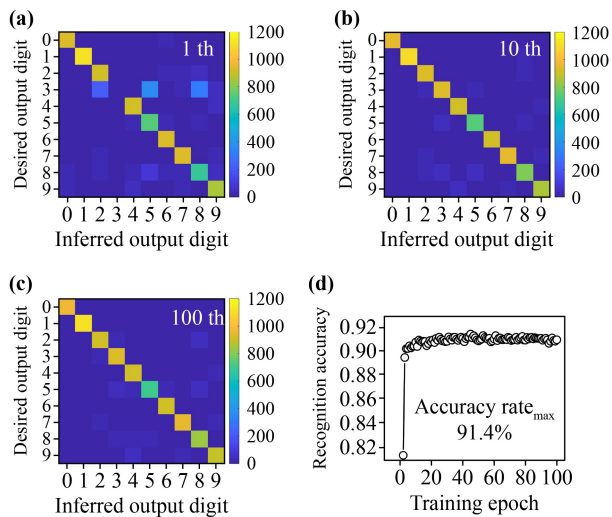 (a)
1 th
Desired output digit
0
1
2
3
4
5
6
7
8
9
0 1 2 3 4 5 6 7 8 9
Inferred output digit
1200
1000
800
600
400
200
0
(b)
10 th
Desired output digit
0
1
2
3
4
5
6
7
8
9
0 1 2 3 4 5 6 7 8 9
Inferred output digit
1200
1000
800
600
400
200
0
(c)
100 th
Desired output digit
0
1
2
3
4
5
6
7
8
9
0 1 2 3 4 5 6 7 8 9
Inferred output digit
1200
1000
800
600
400
200
0
(d)
Recognition accuracy
0.92
0.90
0.88
0.86
0.84
0.82
Accuracy rate_max
91.4%
0 20 40 60 80 100
Training epoch